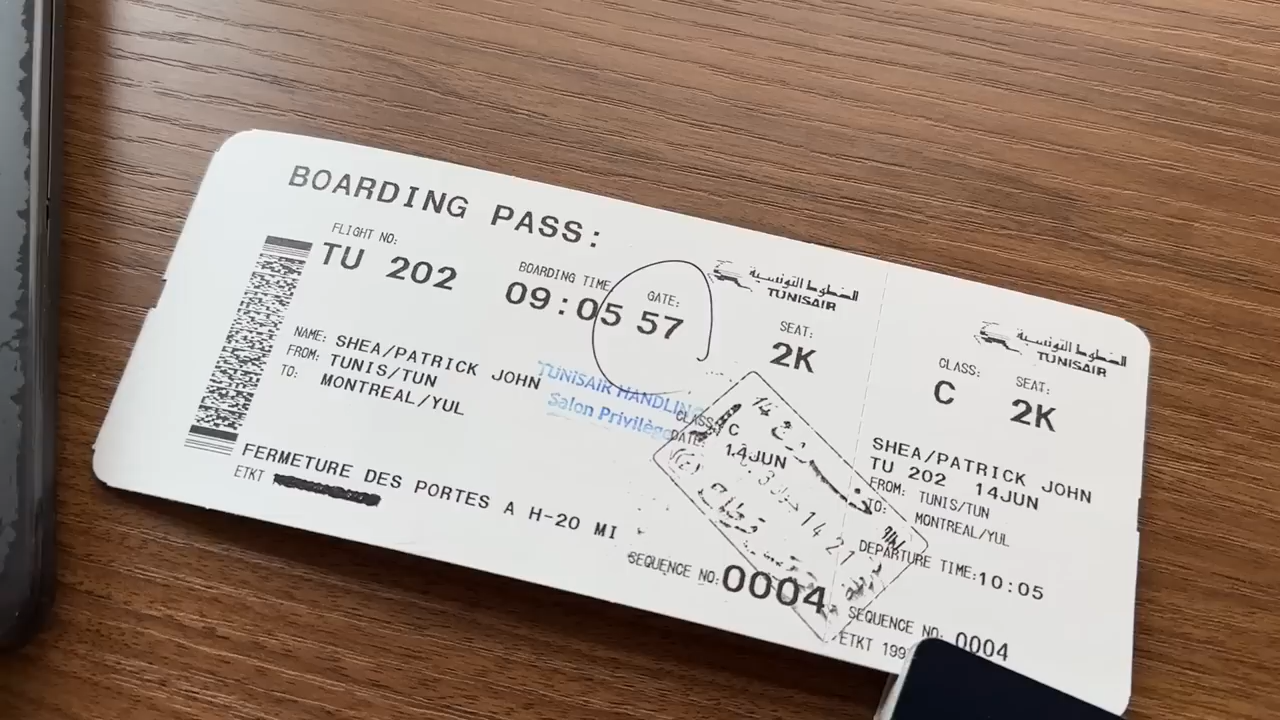 BOARDING PASS:
FLIGHT NO:
TU 202
BOARDING TIME
09:05
GATE:
57
الخطوط التونسية
TUNISAIR
SEAT:
2K
NAME: SHEA/PATRICK JOHN
FROM: TUNIS/TUN
TO: MONTREAL/YUL
TUNISAIR HANDLING
Salon Privilège
CLASS: C
DATE: 14JUN
FERMETURE DES PORTES A H-20 MI
ETKT
SEQUENCE NO: 0004
الخطوط التونسية
TUNISAIR
CLASS:
C
SEAT:
2K
SHEA/PATRICK JOHN
TU 202 14JUN
FROM: TUNIS/TUN
TO: MONTREAL/YUL
DEPARTURE TIME: 10:05
SEQUENCE NO: 0004
ETKT 199